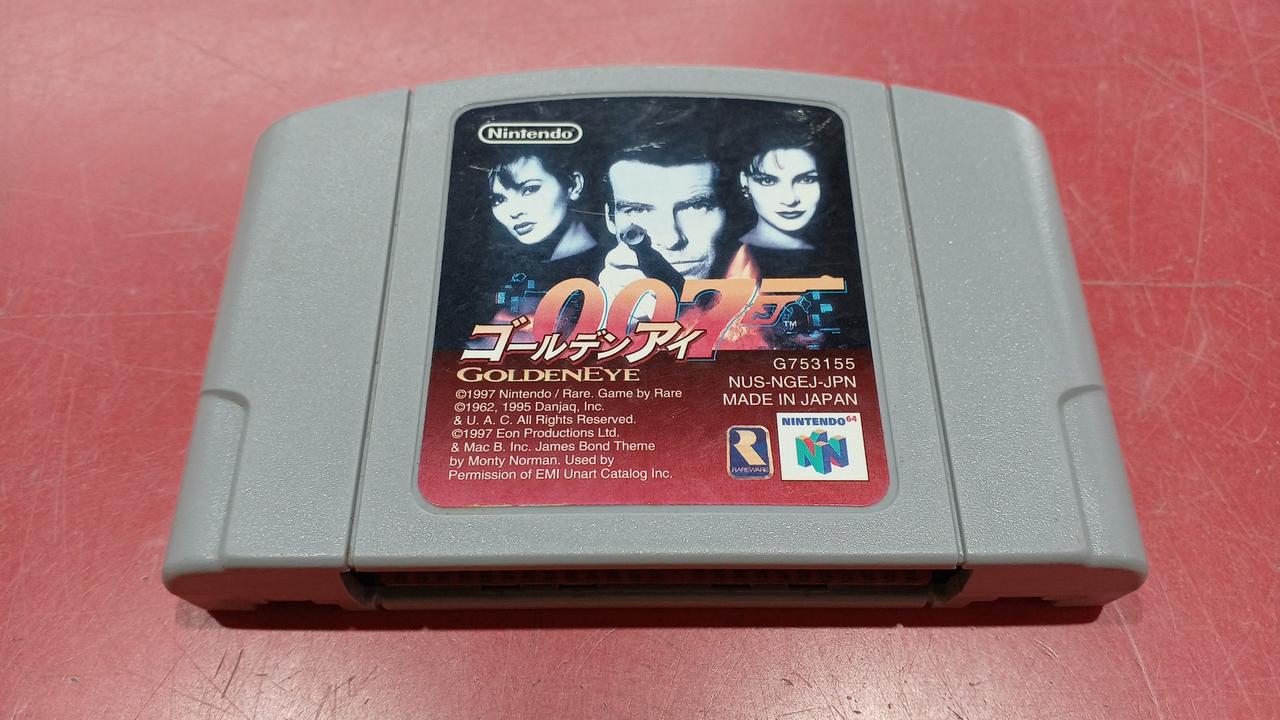 Nintendo
007
TM
ゴールデンアイ
GOLDENEYE
©1997 Nintendo / Rare. Game by Rare
©1962, 1995 Danjaq, Inc.
& U. A. C. All Rights Reserved.
©1997 Eon Productions Ltd.
& Mac B. Inc. James Bond Theme
by Monty Norman. Used by
Permission of EMI Unart Catalog Inc.
G753155
NUS-NGEJ-JPN
MADE IN JAPAN
R
RAREWARE
NINTENDO64